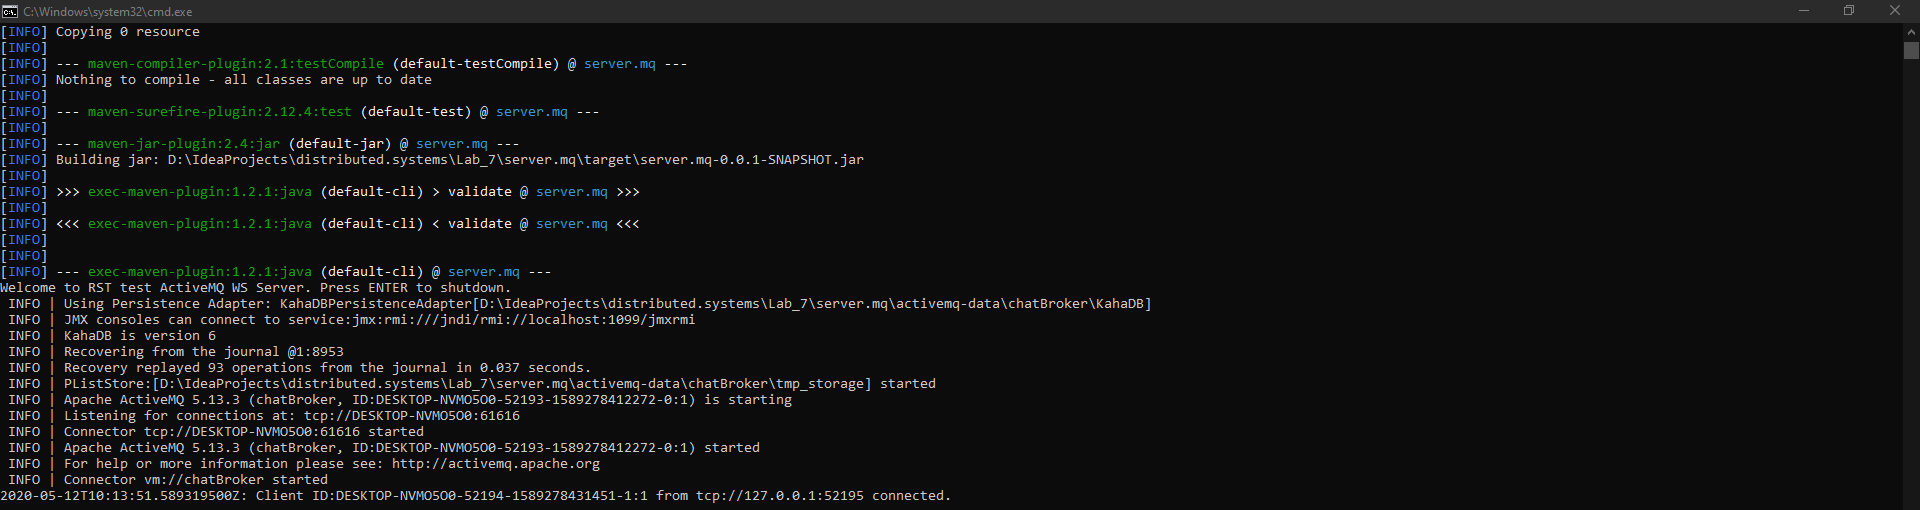 C:\Windows\system32\cmd.exe
[INFO] Copying 0 resource
[INFO]
[INFO] --- maven-compiler-plugin:2.1:testCompile (default-testCompile) @ server.mq ---
[INFO] Nothing to compile - all classes are up to date
[INFO]
[INFO] --- maven-surefire-plugin:2.12.4:test (default-test) @ server.mq ---
[INFO]
[INFO] --- maven-jar-plugin:2.4:jar (default-jar) @ server.mq ---
[INFO] Building jar: D:\IdeaProjects\distributed.systems\Lab_7\server.mq\target\server.mq-0.0.1-SNAPSHOT.jar
[INFO]
[INFO] >>> exec-maven-plugin:1.2.1:java (default-cli) > validate @ server.mq >>>
[INFO]
[INFO] <<< exec-maven-plugin:1.2.1:java (default-cli) < validate @ server.mq <<<
[INFO]
[INFO]
[INFO] --- exec-maven-plugin:1.2.1:java (default-cli) @ server.mq ---
Welcome to RST test ActiveMQ WS Server. Press ENTER to shutdown.
 INFO | Using Persistence Adapter: KahaDBPersistenceAdapter[D:\IdeaProjects\distributed.systems\Lab_7\server.mq\activemq-data\chatBroker\KahaDB]
 INFO | JMX consoles can connect to service:jmx:rmi:///jndi/rmi://localhost:1099/jmxrmi
 INFO | KahaDB is version 6
 INFO | Recovering from the journal @1:8953
 INFO | Recovery replayed 93 operations from the journal in 0.037 seconds.
 INFO | PListStore:[D:\IdeaProjects\distributed.systems\Lab_7\server.mq\activemq-data\chatBroker\tmp_storage] started
 INFO | Apache ActiveMQ 5.13.3 (chatBroker, ID:DESKTOP-NVMO5O0-52193-1589278412272-0:1) is starting
 INFO | Listening for connections at: tcp://DESKTOP-NVMO5O0:61616
 INFO | Connector tcp://DESKTOP-NVMO5O0:61616 started
 INFO | Apache ActiveMQ 5.13.3 (chatBroker, ID:DESKTOP-NVMO5O0-52193-1589278412272-0:1) started
 INFO | For help or more information please see: http://activemq.apache.org
 INFO | Connector vm://chatBroker started
2020-05-12T10:13:51.589319500Z: Client ID:DESKTOP-NVMO5O0-52194-1589278431451-1:1 from tcp://127.0.0.1:52195 connected.